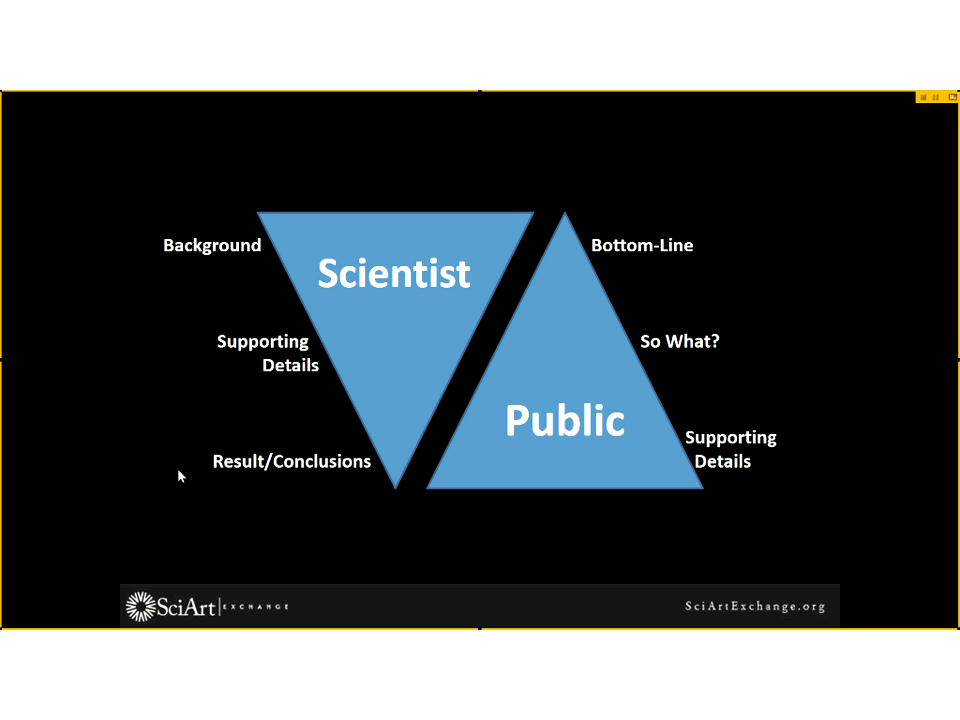 Background
Scientist
Supporting
Details
Result/Conclusions
Bottom-Line
So What?
Public
Supporting
Details
SciArt EXCHANGE
SciArtExchange.org